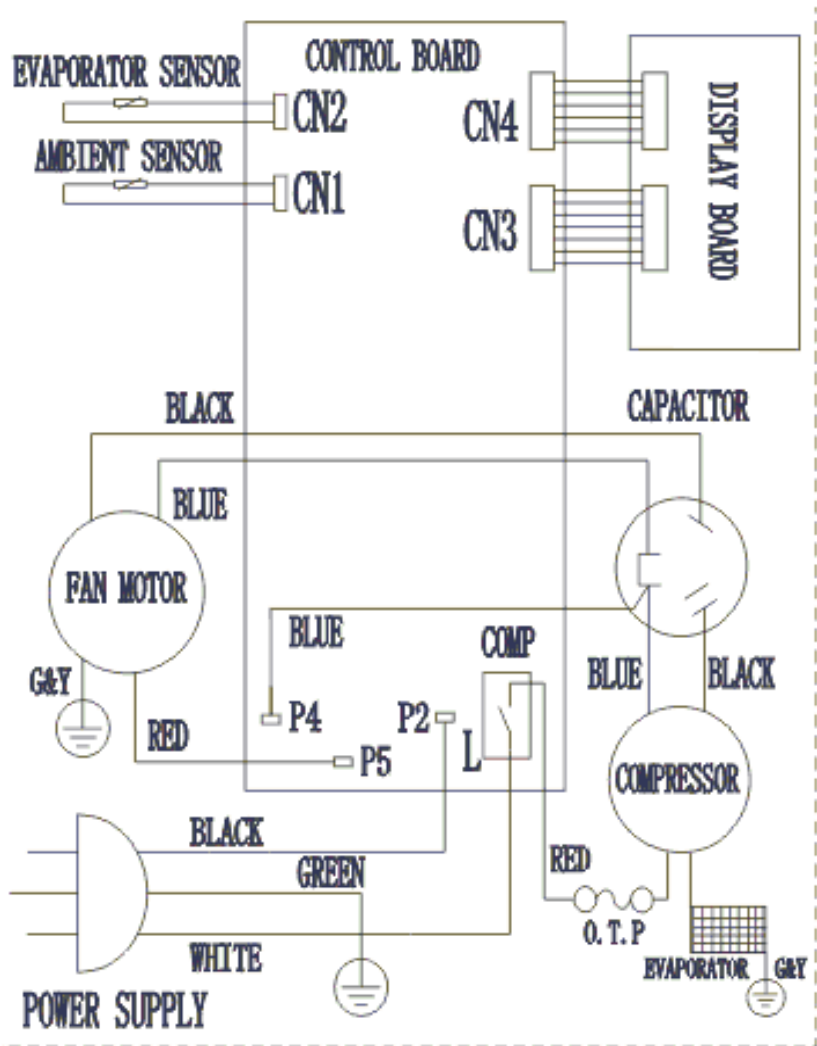 CONTROL BOARD
EVAPORATOR SENSOR
CN2
CN4
DISPLAY BOARD
AMBIENT SENSOR
CN1
CN3
BLACK
CAPACITOR
BLUE
FAN MOTOR
BLUE
COMP
BLUE
BLACK
G&Y
P4
P2
RED
L
P5
COMPRESSOR
BLACK
GREEN
RED
O.T.P
WHITE
EVAPORATOR
G&Y
POWER SUPPLY